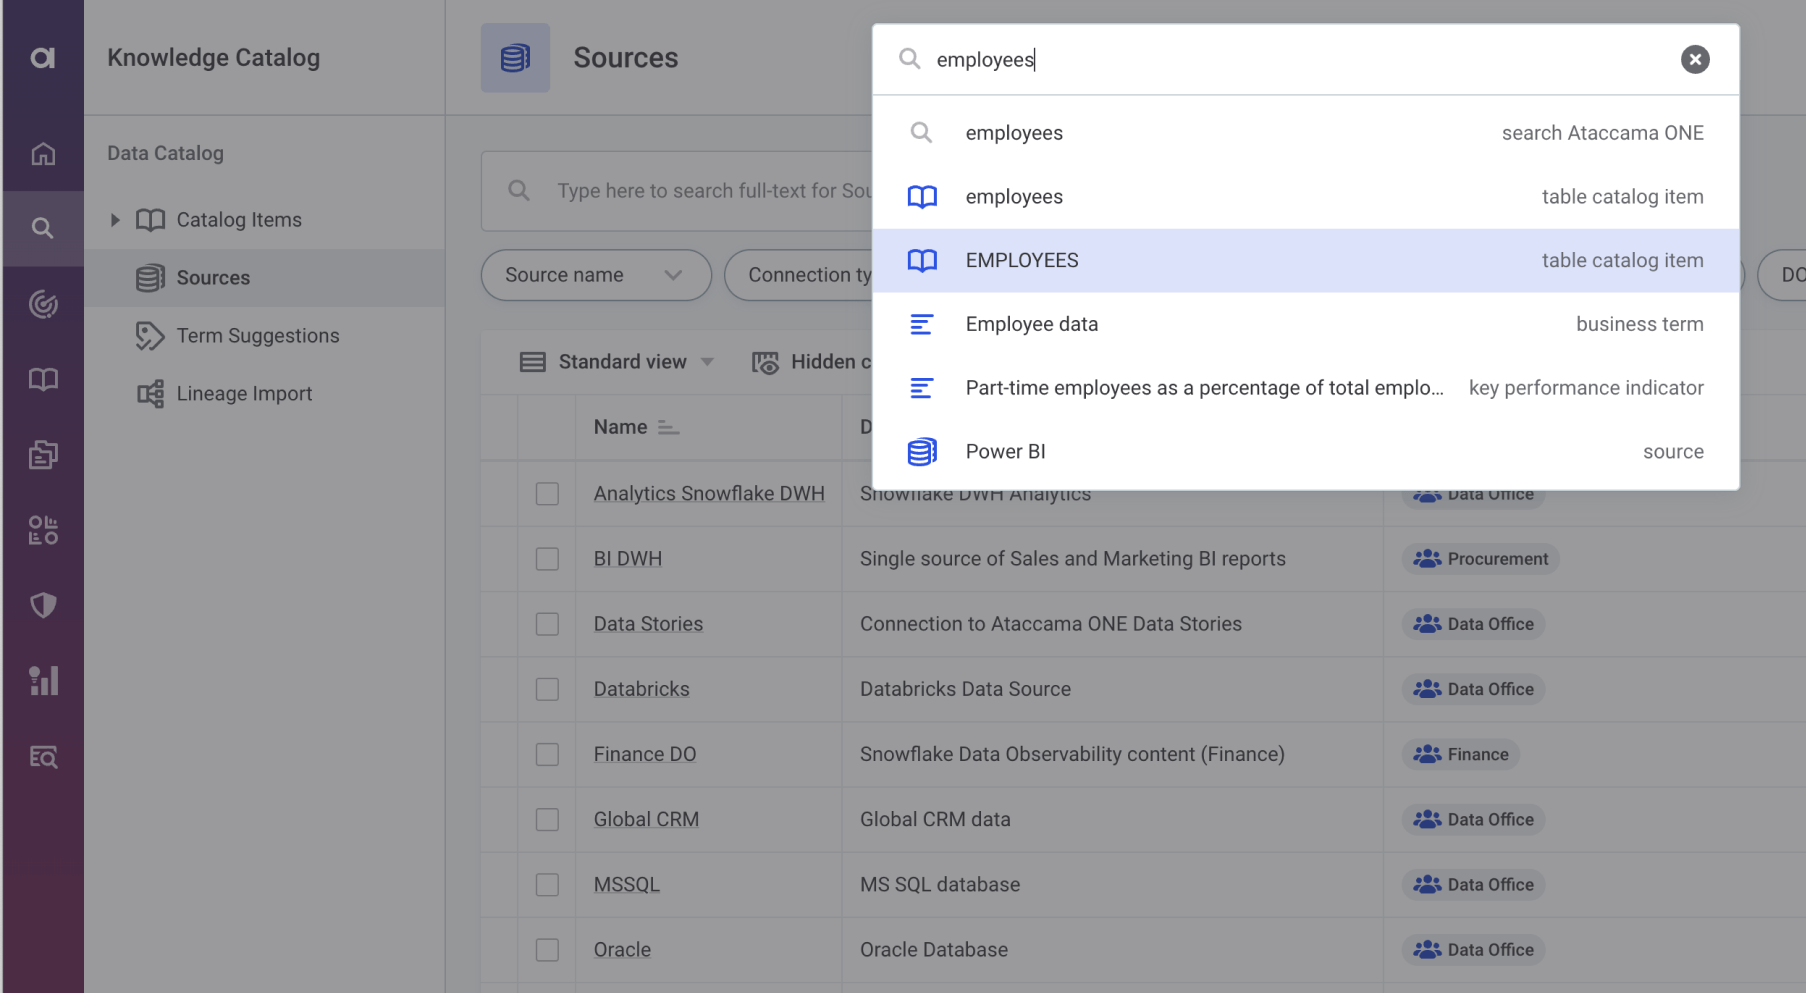 Knowledge Catalog
Sources
employees
Data Catalog
employees search Ataccama ONE
Type here to search full-text for Sou
employees table catalog item
Catalog Items
EMPLOYEES table catalog item
Sources
Source name
Connection ty
DO
Employee data business term
Term Suggestions
Standard view
Hidden c
Part-time employees as a percentage of total emplo... key performance indicator
Lineage Import
Name
D
Power BI source
Analytics Snowflake DWH Snowflake DWH Analytics Data Office
BI DWH Single source of Sales and Marketing BI reports Procurement
Data Stories Connection to Ataccama ONE Data Stories Data Office
Databricks Databricks Data Source Data Office
Finance DO Snowflake Data Observability content (Finance) Finance
Global CRM Global CRM data Data Office
MSSQL MS SQL database Data Office
Oracle Oracle Database Data Office